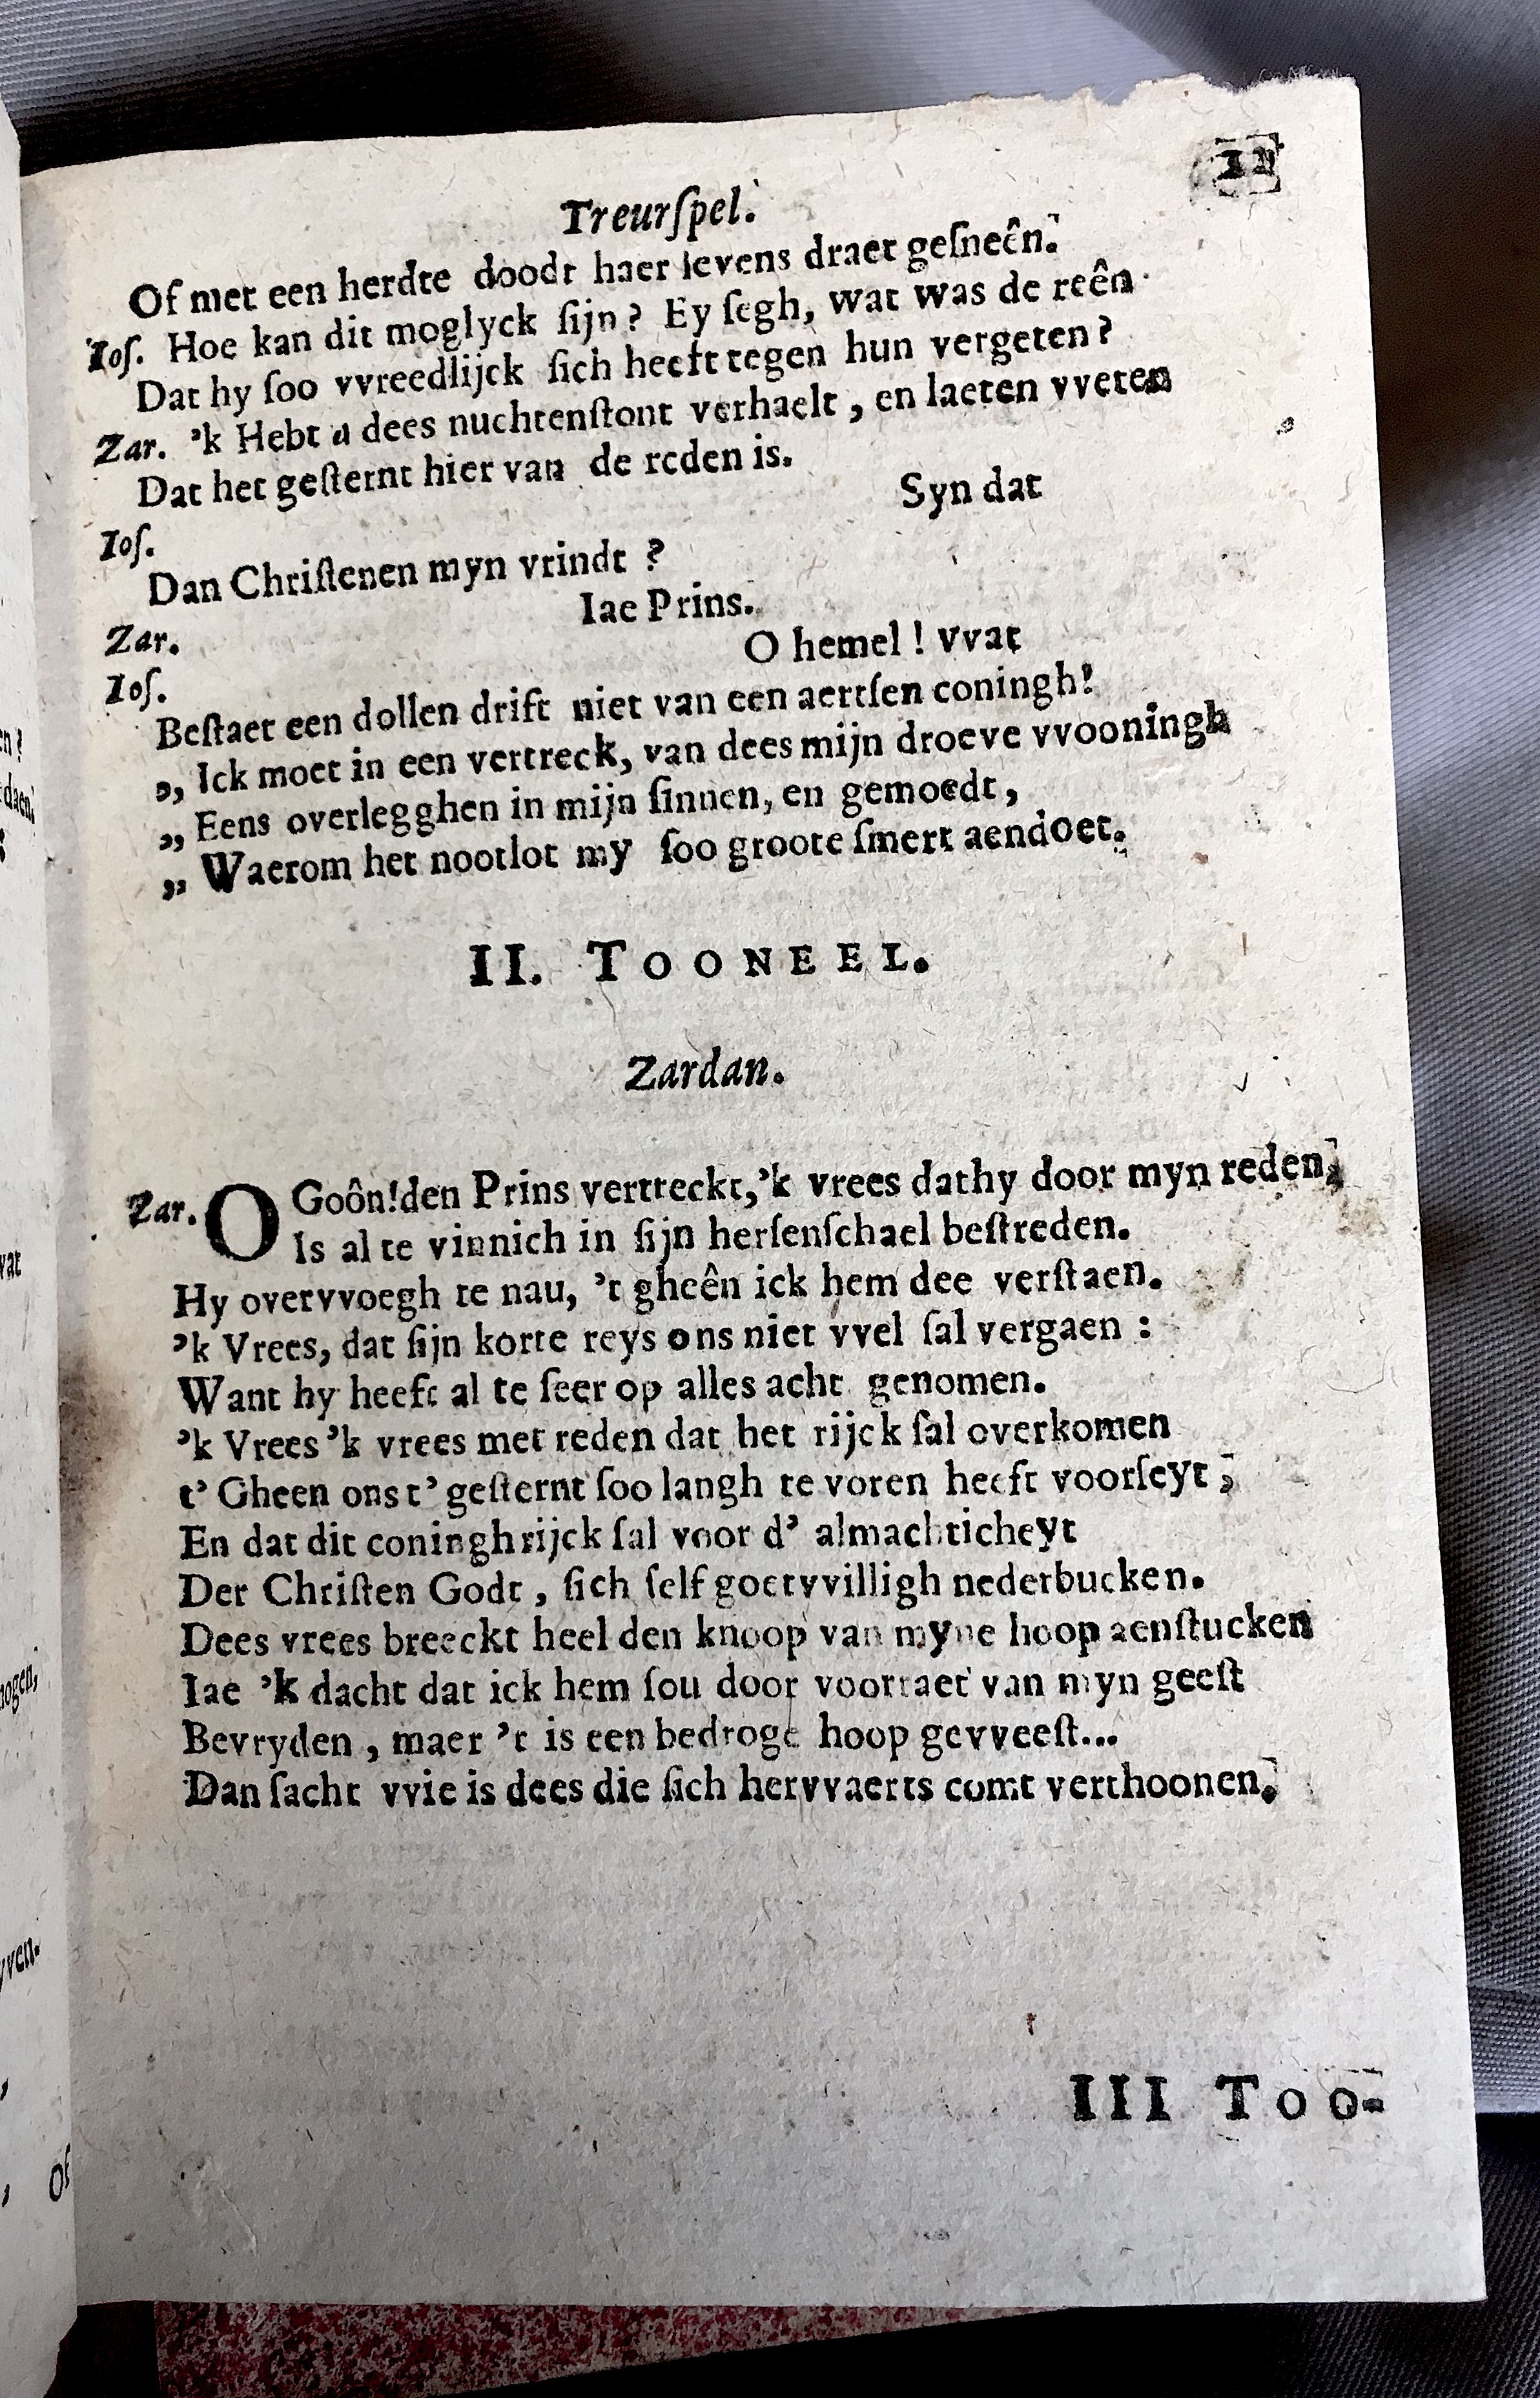 Treurſpel.
Of met een herdte doodt haer levens draet geſneên.
Ioſ. Hoe kan dit moglyck ſijn? Ey ſegh, wat was de reên
Dat hy ſoo vvreedlijck ſich heeft tegen hun vergeten?
Zar. 'k Hebt u dees nuchtenſtont verhaelt, en laeten vveten
Dat het geſternt hier van de reden is.
Syn dat
Ioſ.
Dan Chriſtenen myn vrindt ?
Iae Prins.
Zar.
O hemel! vvat
Ioſ.
Beſtaet een dollen drift niet van een aertſen coningh!
,, Ick moet in een vertreck, van dees mijn droeve vvooningh
,, Eens overlegghen in mijn ſinnen, en gemoedt,
,, Waerom het nootlot my ſoo groote ſmert aendoet.
II. TOONEEL.
Zardan.
Zar. O Goôn! den Prins vertreckt, 'k vrees dathy door myn reden,
Is al te vinnich in ſijn herſenſchael beſtreden.
Hy overvvoegh te nau, 't gheên ick hem dee verſtaen.
'k Vrees, dat ſijn korte reys ons niet vvel ſal vergaen :
Want hy heeft al te ſeer op alles acht genomen.
'k Vrees 'k vrees met reden dat het rijck ſal overkomen
t' Gheen ons t' geſternt ſoo langh te voren heeft voorſeyt;
En dat dit coninghrijck ſal voor d' almachticheyt
Der Chriſten Godt, ſich ſelf goetvvilligh nederbucken.
Dees vrees breeckt heel den knoop van myne hoop aenſtucken
Iae 'k dacht dat ick hem ſou door voorraet van myn geeſt
Bevryden, maer 't is een bedroge hoop gevveeſt...
Dan ſacht vvie is dees die ſich hervvaerts comt verthoonen.
III Too-